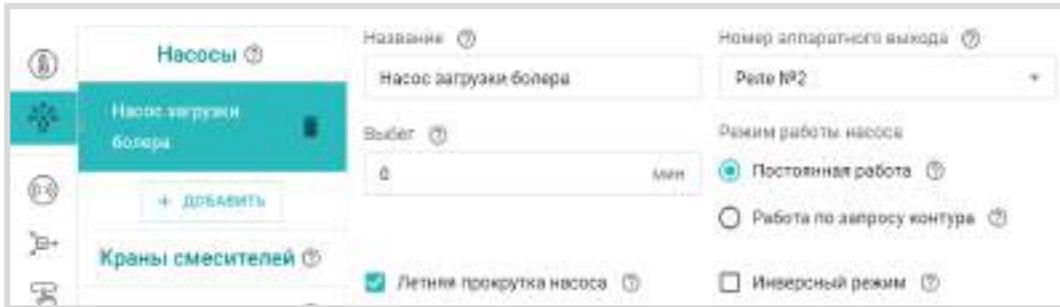 Насосы
Насос загрузки
болера
+ ДОБАВИТЬ
Краны смесителей
Название
Насос загрузки болера
Выбег
0 мин
Летняя прокрутка насоса
Номер аппаратного выхода
Реле №2
Режим работы насоса
Постоянная работа
Работа по запросу контура
Инверсный режим